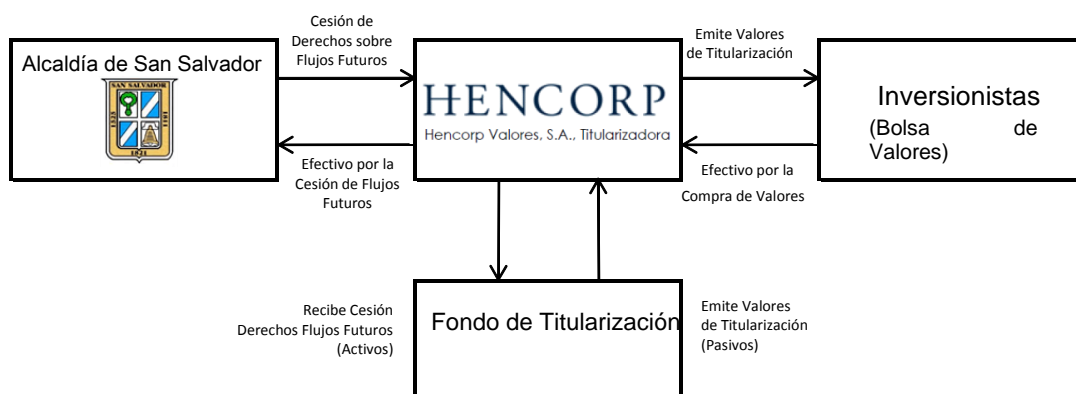 Alcaldía de San Salvador
SAN SALVADOR
1821
Cesión de
Derechos sobre
Flujos Futuros
Efectivo por la
Cesión de Flujos
Futuros
HENCORP
Hencorp Valores, S.A., Titularizadora
Emite Valores
de Titularización
Efectivo por la
Compra de Valores
Inversionistas
(Bolsa de
Valores)
Recibe Cesión
Derechos Flujos Futuros
(Activos)
Fondo de Titularización
Emite Valores
de Titularización
(Pasivos)